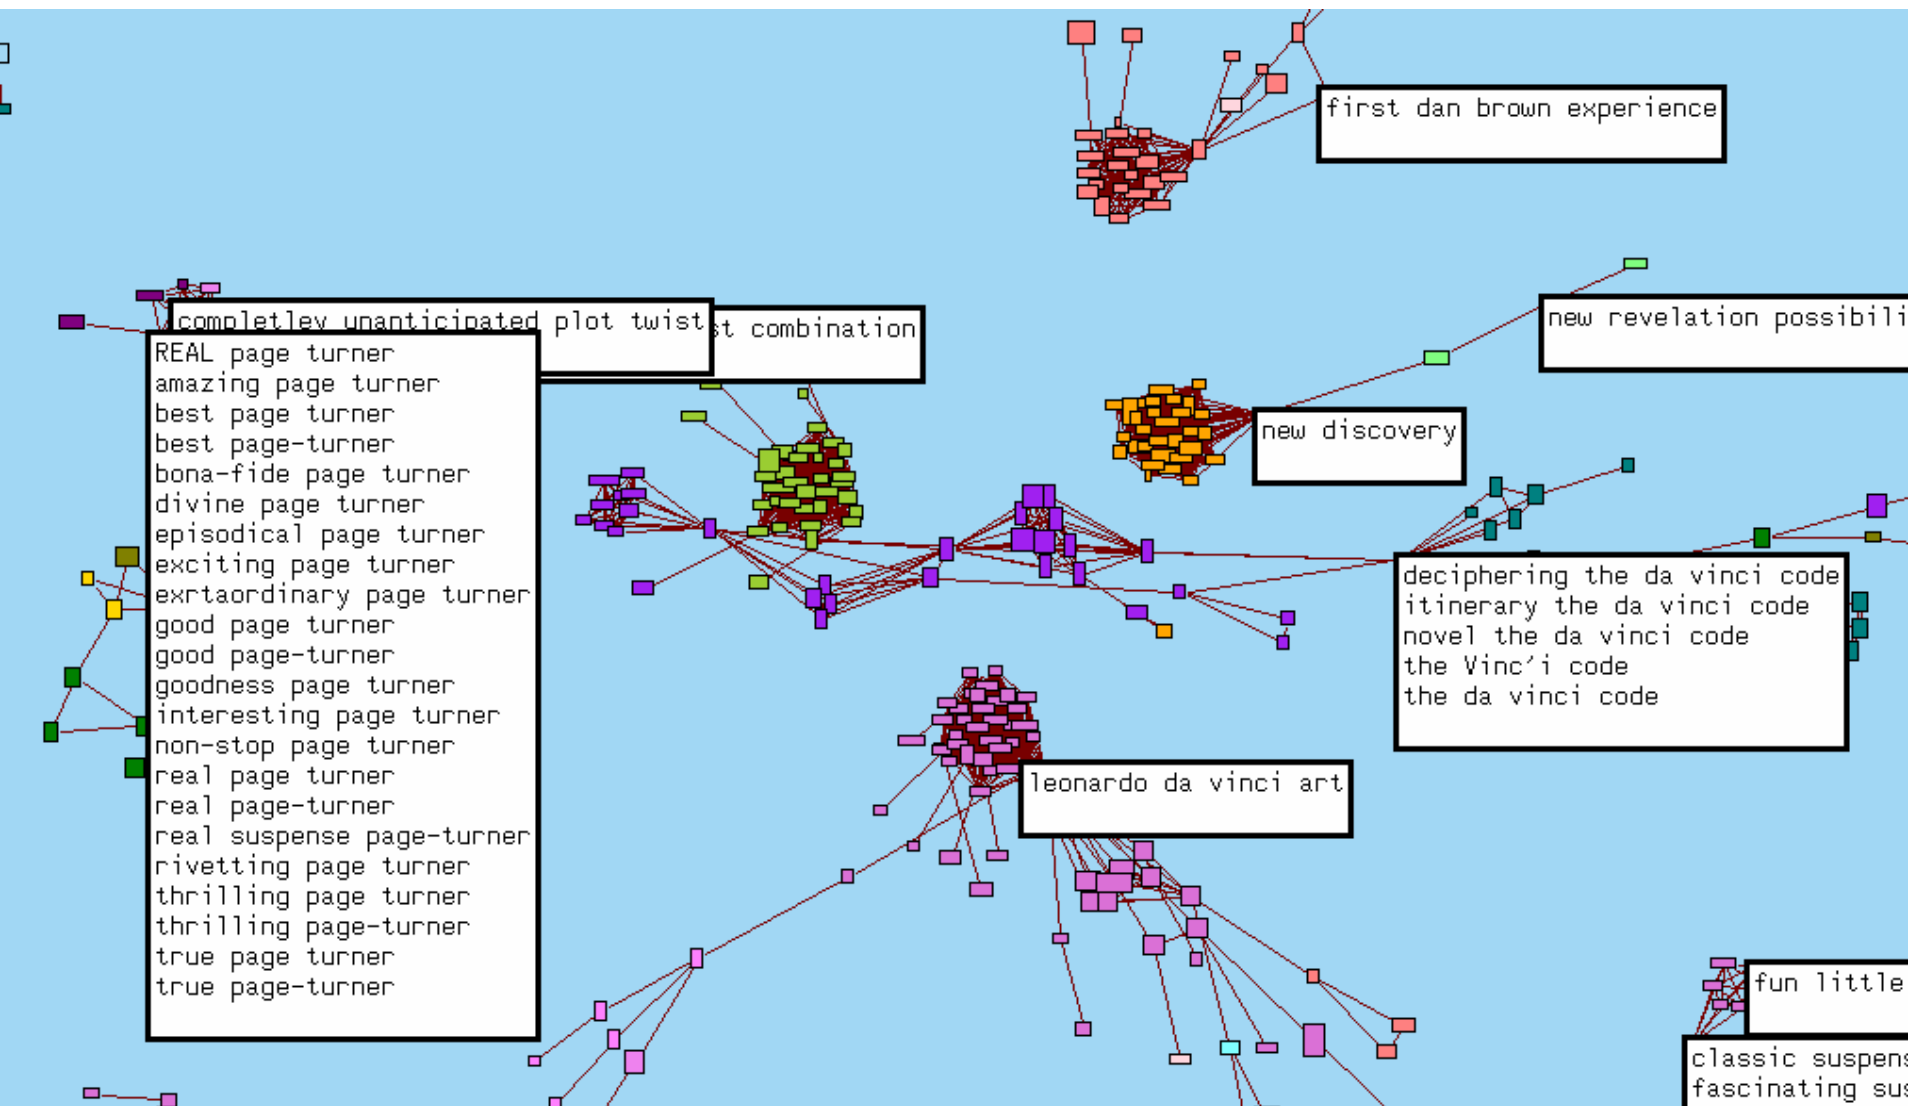 first dan brown experience
new revelation
completley unanticipated plot twist
combination
REAL page turner
amazing page turner
best page turner
best page-turner
bona-fide page turner
divine page turner
episodical page turner
exciting page turner
exrtaordinary page turner
good page turner
good page-turner
goodness page turner
interesting page turner
non-stop page turner
real page turner
real page-turner
real suspense page-turner
rivetting page turner
thrilling page turner
thrilling page-turner
true page turner
true page-turner
new discovery
deciphering the da vinci code
itinerary the da vinci code
novel the da vinci code
the Vinc'i code
the da vinci code
leonardo da vinci art
fun little
classic
fascinating